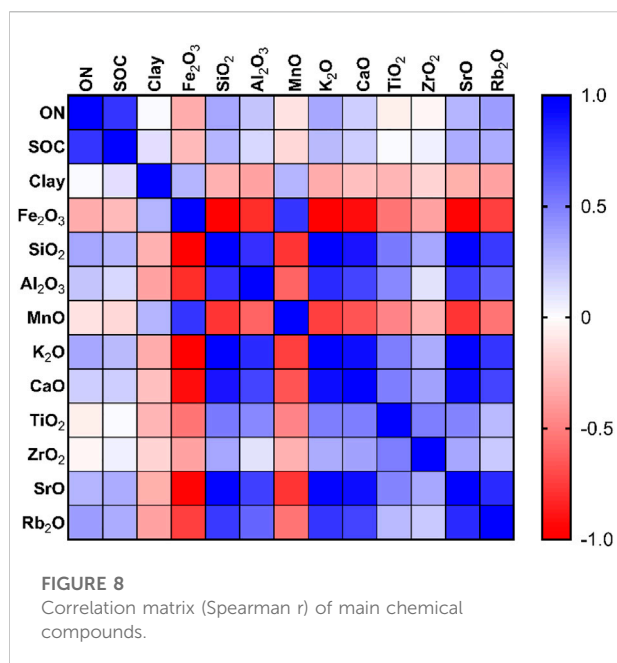 ON SOC Clay Fe₂O₃ SiO₂ Al₂O₃ MnO K₂O CaO TiO₂ ZrO₂ SrO Rb₂O
ON
SOC
Clay
Fe₂O₃
SiO₂
Al₂O₃
MnO
K₂O
CaO
TiO₂
ZrO₂
SrO
Rb₂O
1.0
0.5
0
-0.5
-1.0
FIGURE 8
Correlation matrix (Spearman r) of main chemical
compounds.